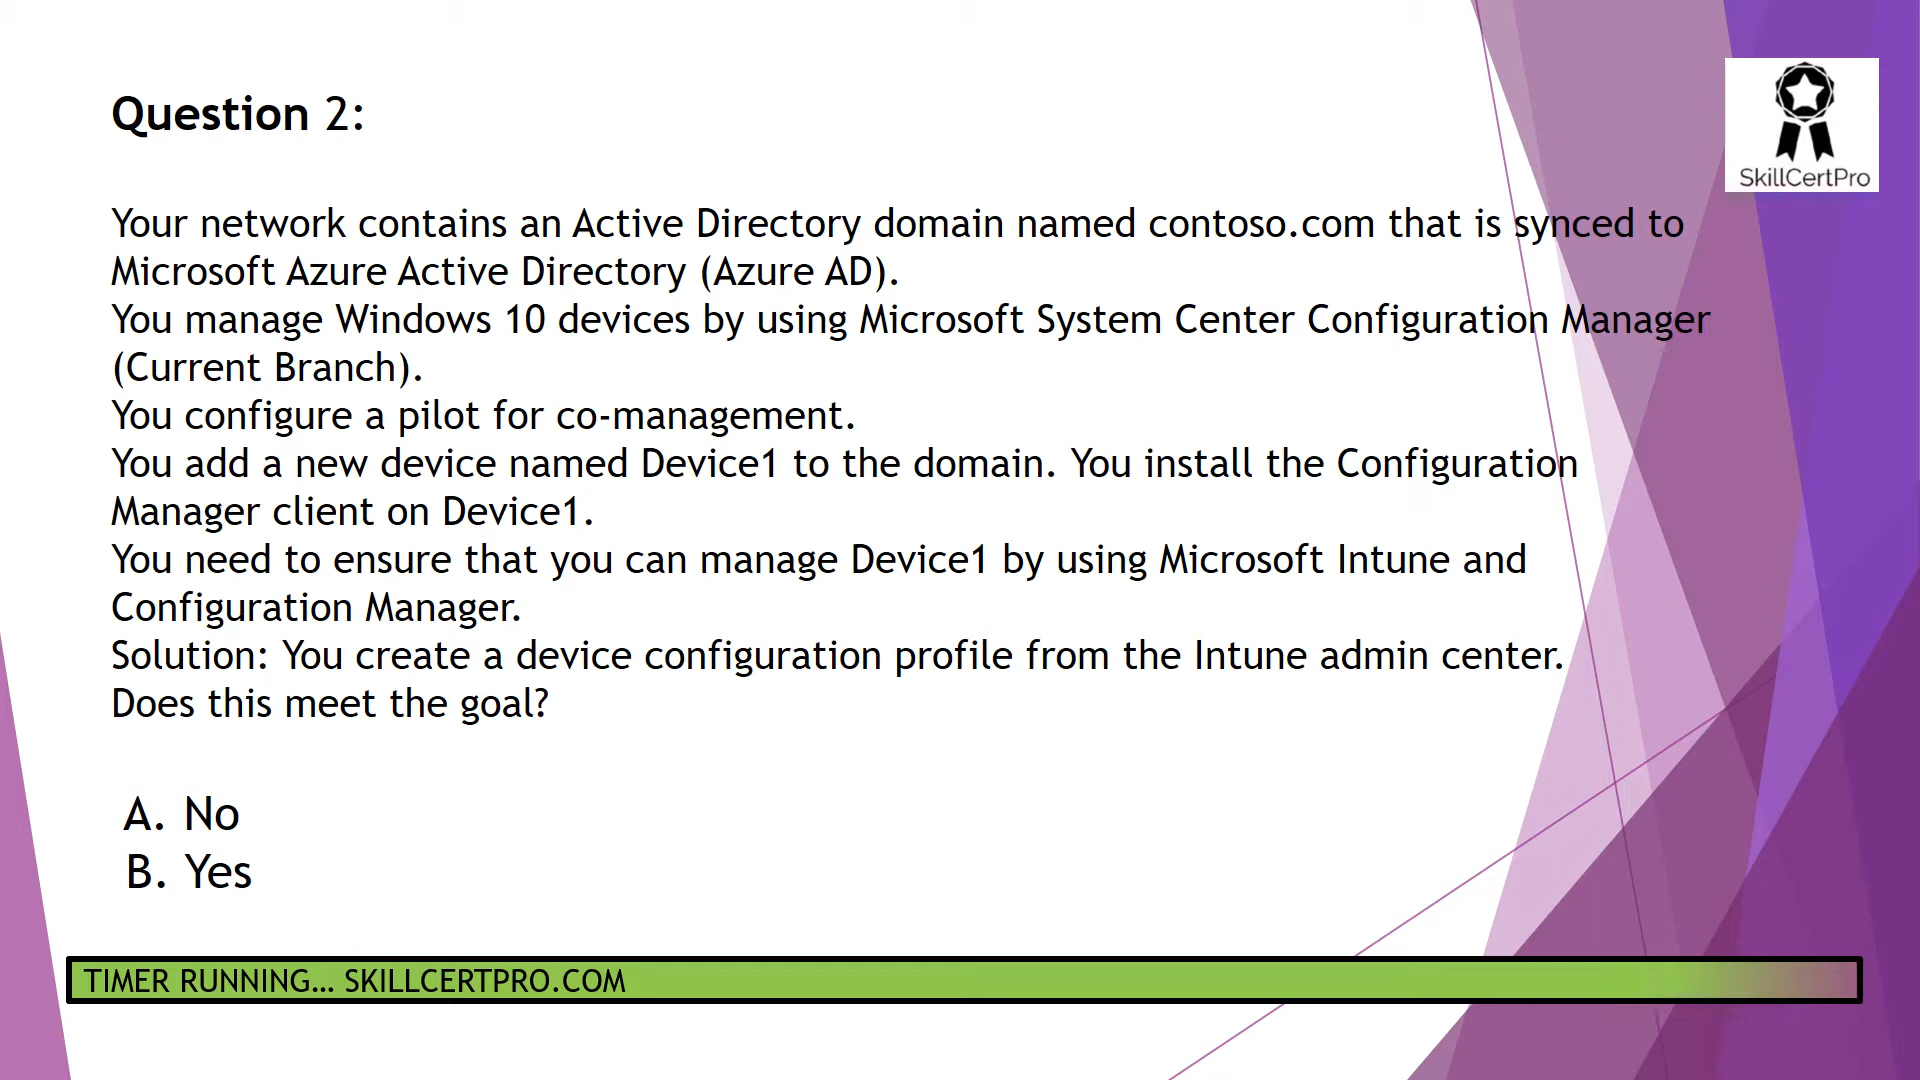 SkillCertPro
Question 2:
Your network contains an Active Directory domain named contoso.com that is synced to
Microsoft Azure Active Directory (Azure AD).
You manage Windows 10 devices by using Microsoft System Center Configuration Manager
(Current Branch).
You configure a pilot for co-management.
You add a new device named Device1 to the domain. You install the Configuration
Manager client on Device1.
You need to ensure that you can manage Device1 by using Microsoft Intune and
Configuration Manager.
Solution: You create a device configuration profile from the Intune admin center.
Does this meet the goal?
A. No
B. Yes
TIMER RUNNING... SKILLCERTPRO.COM